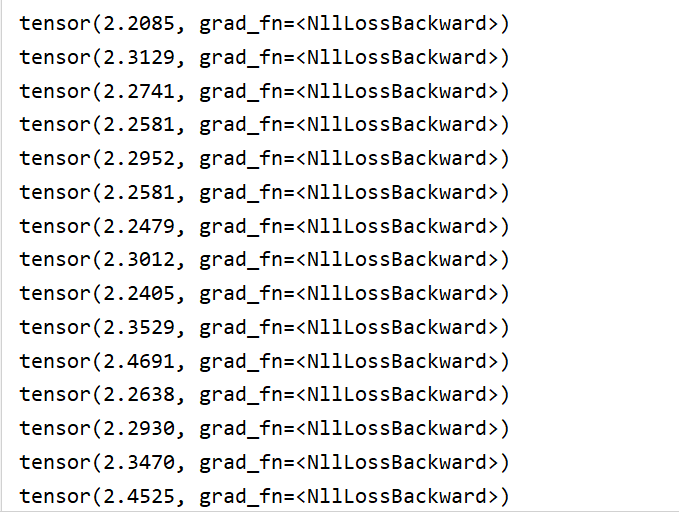 tensor(2.2085, grad_fn=<NllLossBackward>)
tensor(2.3129, grad_fn=<NllLossBackward>)
tensor(2.2741, grad_fn=<NllLossBackward>)
tensor(2.2581, grad_fn=<NllLossBackward>)
tensor(2.2952, grad_fn=<NllLossBackward>)
tensor(2.2581, grad_fn=<NllLossBackward>)
tensor(2.2479, grad_fn=<NllLossBackward>)
tensor(2.3012, grad_fn=<NllLossBackward>)
tensor(2.2405, grad_fn=<NllLossBackward>)
tensor(2.3529, grad_fn=<NllLossBackward>)
tensor(2.4691, grad_fn=<NllLossBackward>)
tensor(2.2638, grad_fn=<NllLossBackward>)
tensor(2.2930, grad_fn=<NllLossBackward>)
tensor(2.3470, grad_fn=<NllLossBackward>)
tensor(2.4525, grad_fn=<NllLossBackward>)